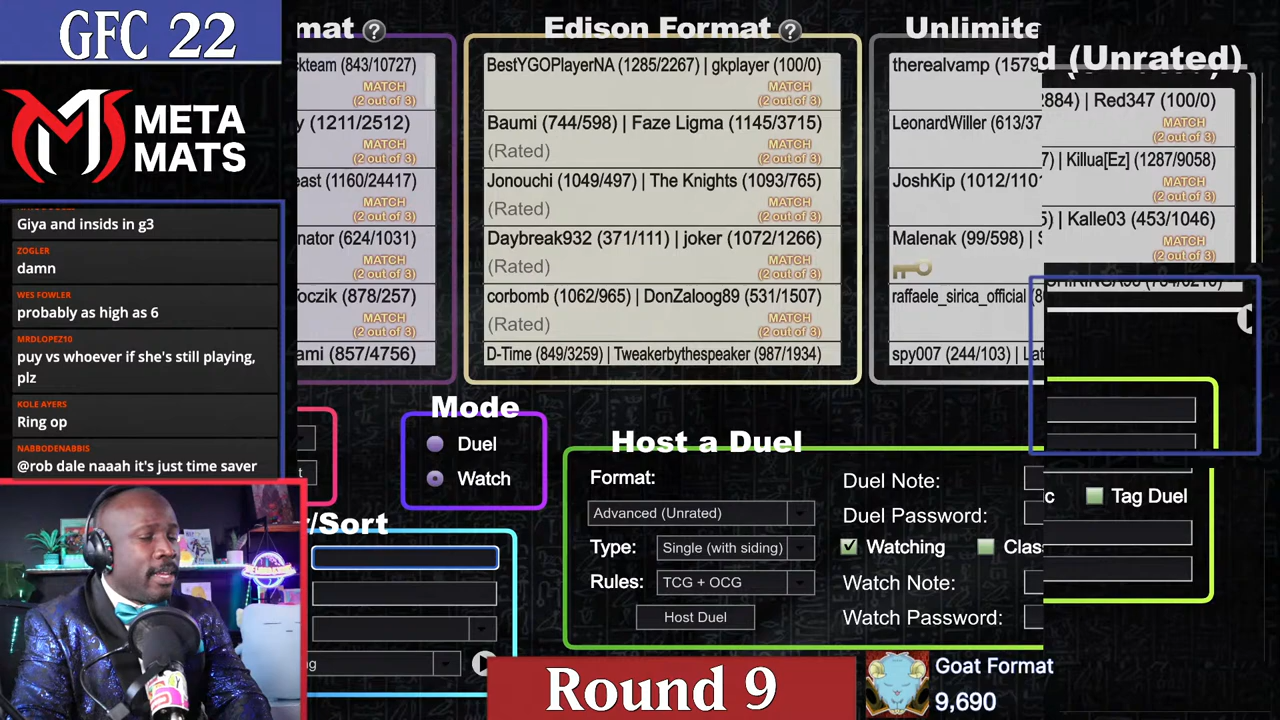 GFC 22
META
MATS
Giya and insids in g3
ZOGLER
damn
WES FOWLER
probably as high as 6
MRDLOPEZ10
puy vs whoever if she's still playing,
plz
KOLE AYERS
Ring op
NABBODENABBIS
@rob dale naaah it's just time saver
mat ?
kteam (843/10727)
MATCH
(2 out of 3)
y (1211/2512)
MATCH
(2 out of 3)
east (1160/24417)
MATCH
(2 out of 3)
nator (624/1031)
MATCH
(2 out of 3)
oczik (878/257)
MATCH
(2 out of 3)
ami (857/4756)
Edison Format ?
BestYGOPlayerNA (1285/2267) | gkplayer (100/0)
MATCH
(2 out of 3)
Baumi (744/598) | Faze Ligma (1145/3715)
(Rated)
MATCH
(2 out of 3)
Jonouchi (1049/497) | The Knights (1093/765)
(Rated)
MATCH
(2 out of 3)
Daybreak932 (371/111) | joker (1072/1266)
(Rated)
MATCH
(2 out of 3)
corbomb (1062/965) | DonZaloog89 (531/1507)
(Rated)
MATCH
(2 out of 3)
D-Time (849/3259) | Tweakerbythespeaker (987/1934)
Unlimite
therealvamp (1579
LeonardWiller (613/37
JoshKip (1012/110
Malenak (99/598) |
raffaele_sirica_official
spy007 (244/103) | Lat
d (Unrated)
2884) | Red347 (100/0)
MATCH
(2 out of 3)
7) | Killua[Ez] (1287/9058)
MATCH
(2 out of 3)
5) | Kalle03 (453/1046)
MATCH
(2 out of 3)
Mode
Duel
Watch
r/Sort
ng
Host a Duel
Format:
Advanced (Unrated)
Type:
Single (with siding)
Rules:
TCG + OCG
Host Duel
Duel Note:
Duel Password:
Watching
Clas
Watch Note:
Watch Password:
c
Tag Duel
Round 9
Goat Format
9,690